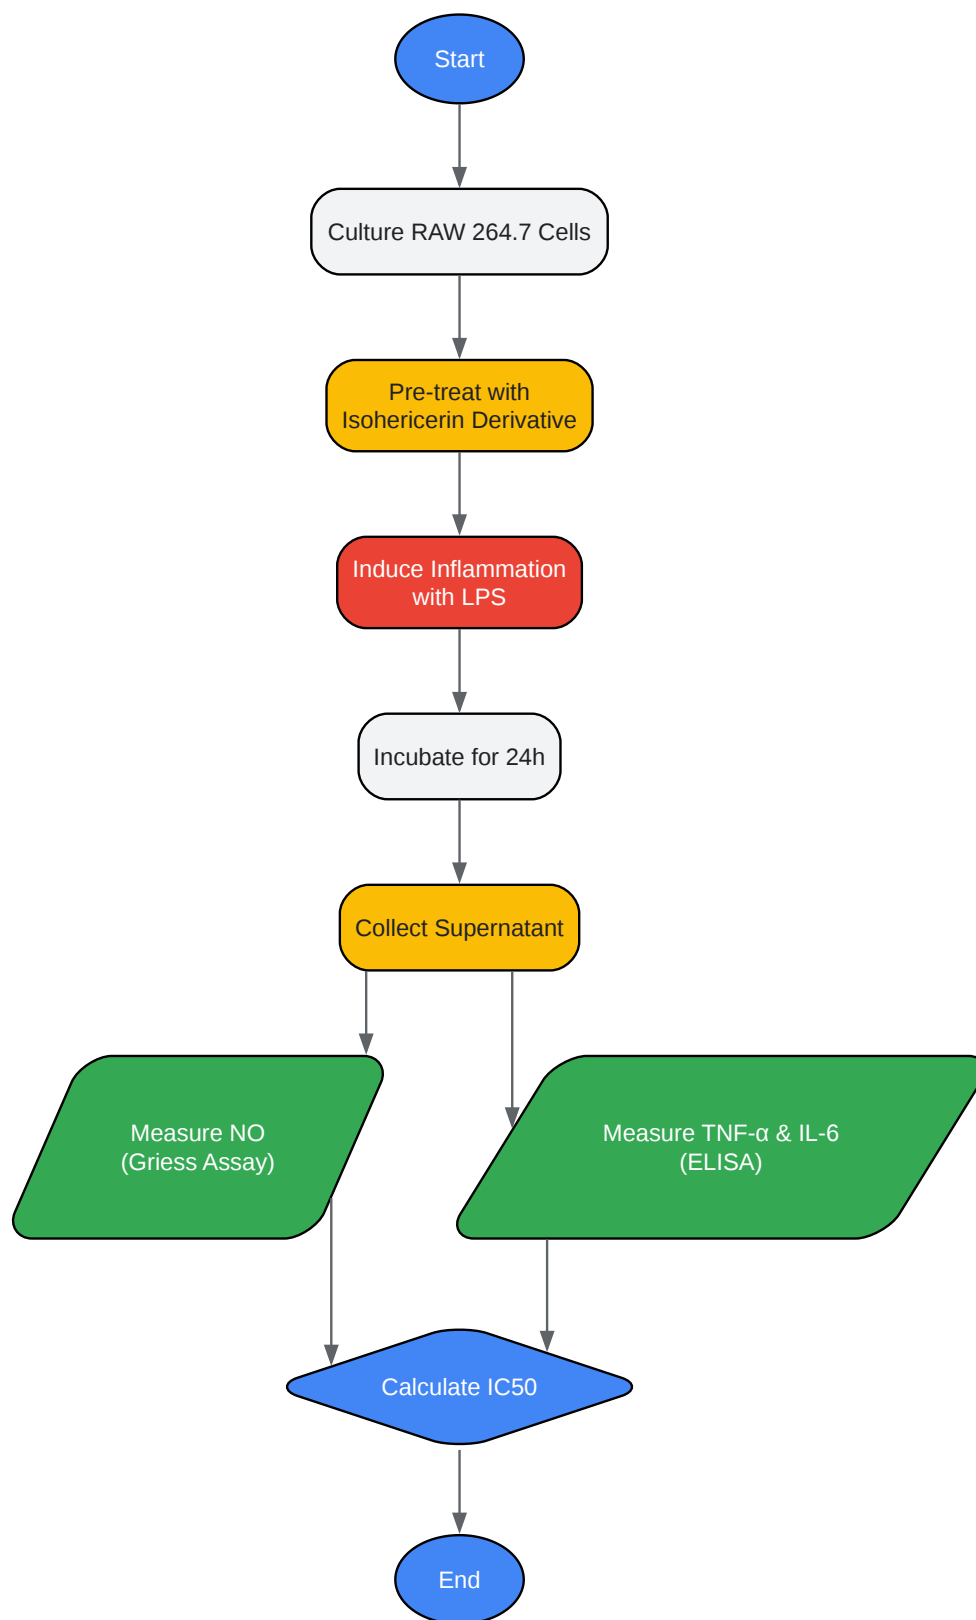 Start
Culture RAW 264.7 Cells
Pre-treat with
Isohericerin Derivative
Induce Inflammation
with LPS
Incubate for 24h
Collect Supernatant
Measure NO
(Griess Assay)
Measure TNF-α & IL-6
(ELISA)
Calculate IC50
End